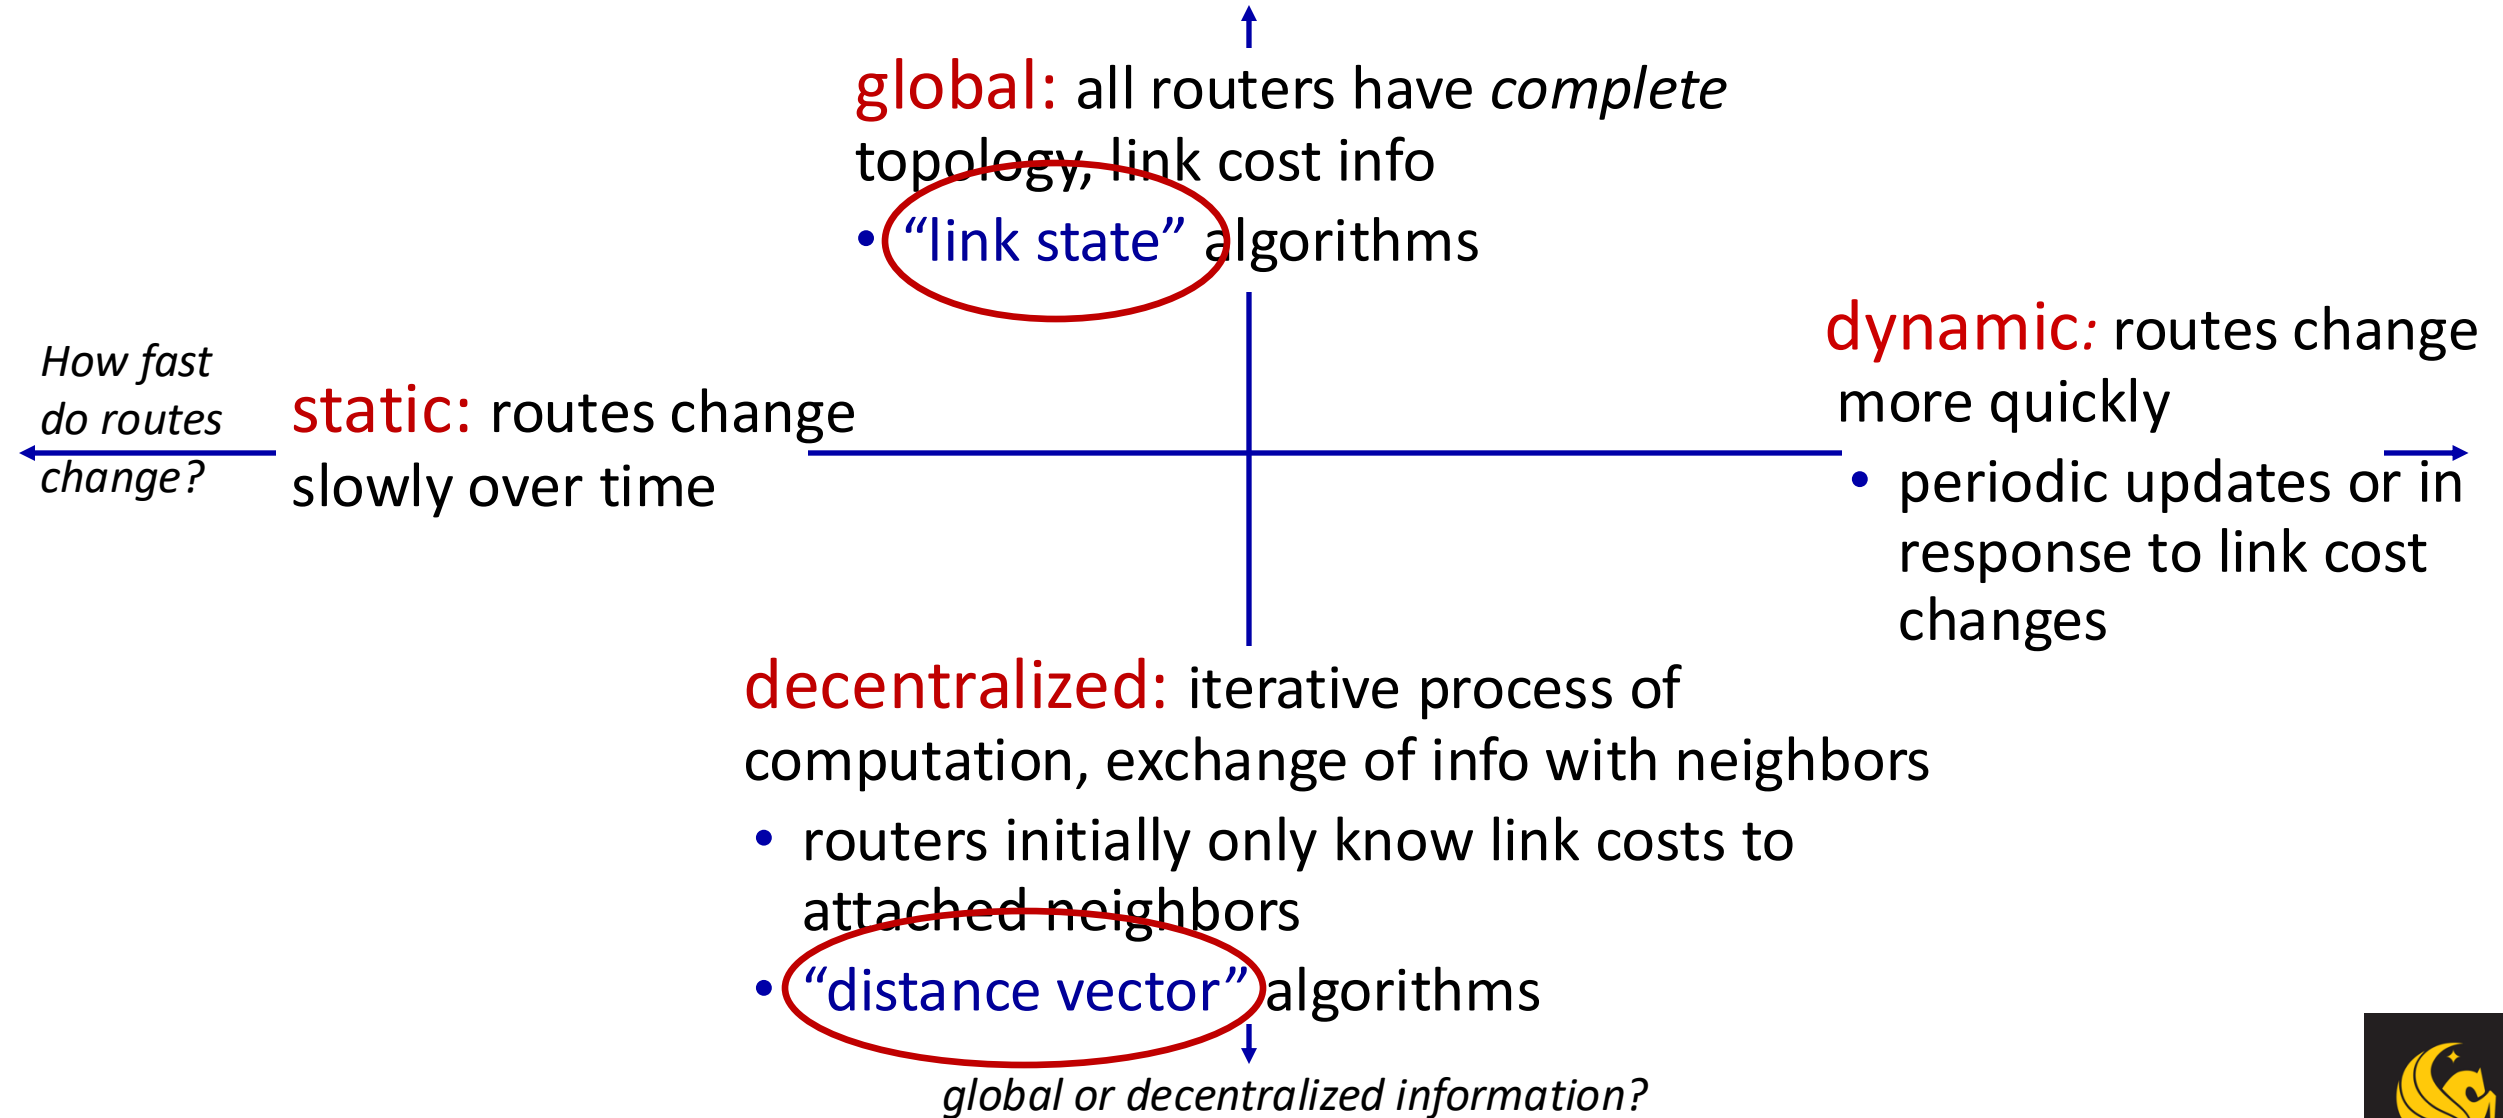 global: all routers have complete
topology, link cost info
• “link state” algorithms
How fast
do routes
change?
static: routes change
slowly over time
dynamic: routes change
more quickly
• periodic updates or in
response to link cost
changes
decentralized: iterative process of
computation, exchange of info with neighbors
• routers initially only know link costs to
attached neighbors
• “distance vector” algorithms
global or decentralized information?